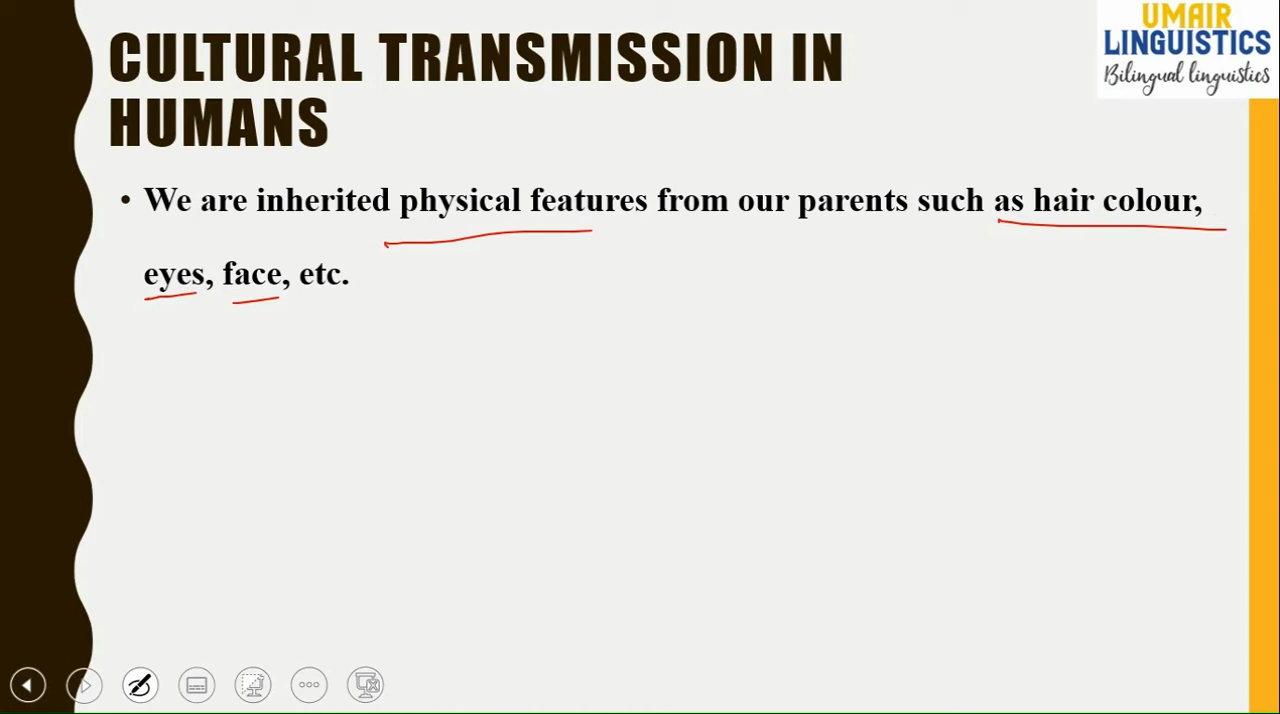 UMAIR
LINGUISTICS
Bilingual linguistics
CULTURAL TRANSMISSION IN
HUMANS
• We are inherited physical features from our parents such as hair colour,
eyes, face, etc.